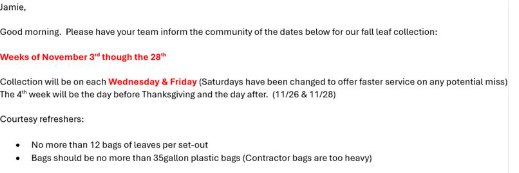 Jamie,
Good morning. Please have your team inform the community of the dates below for our fall leaf collection:
Weeks of November 3rd though the 28th
Collection will be on each Wednesday & Friday (Saturdays have been changed to offer faster service on any potential miss)
The 4th week will be the day before Thanksgiving and the day after. (11/26 & 11/28)
Courtesy refreshers:
• No more than 12 bags of leaves per set-out
• Bags should be no more than 35gallon plastic bags (Contractor bags are too heavy)